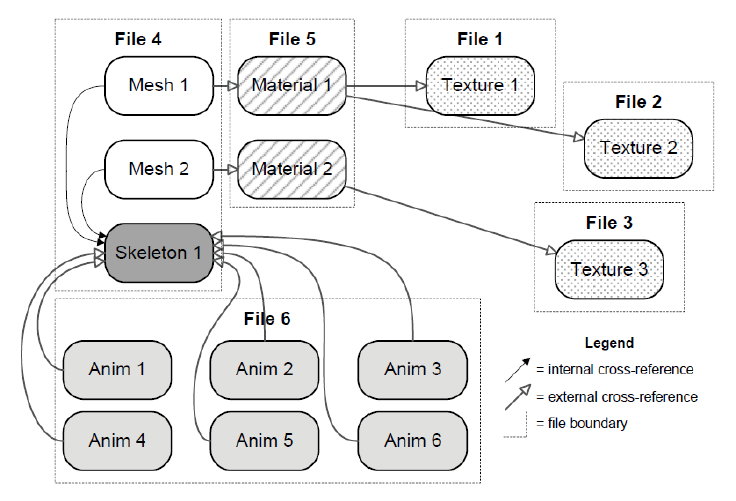 File 4
File 5
File 1
Mesh 1
Material 1
Texture 1
File 2
Texture 2
Mesh 2
Material 2
File 3
Skeleton 1
Texture 3
File 6
Anim 1
Anim 2
Anim 3
Anim 4
Anim 5
Anim 6
Legend
= internal cross-reference
= external cross-reference
= file boundary